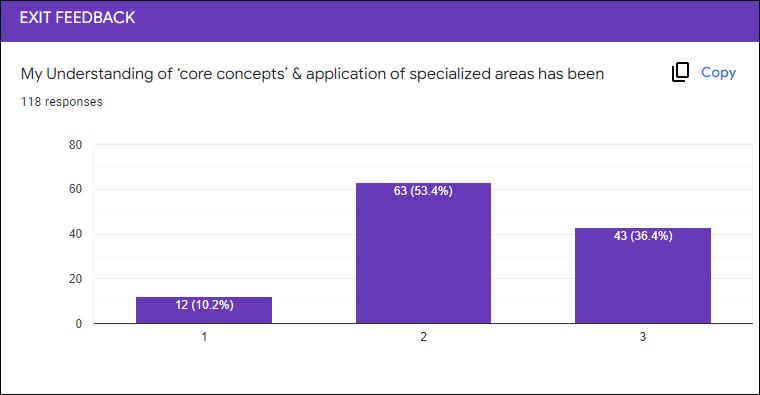 EXIT FEEDBACK
My Understanding of ‘core concepts’ & application of specialized areas has been
Copy
118 responses
80
60
40
20
0
12 (10.2%)
63 (53.4%)
43 (36.4%)
1
2
3